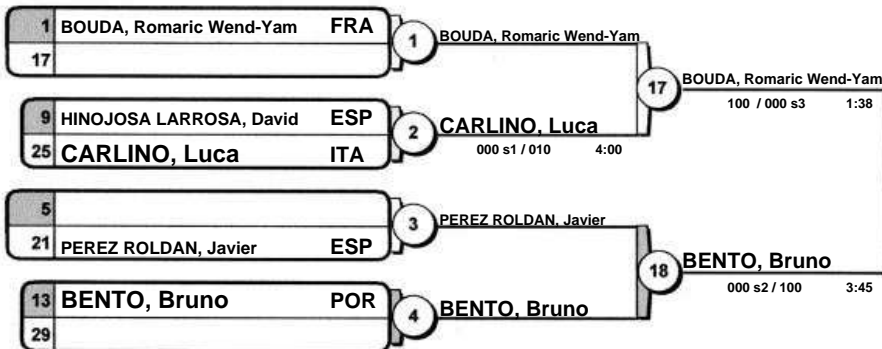 1 BOUDA, Romaric Wend-Yam FRA
17
1 BOUDA, Romaric Wend-Yam
17 BOUDA, Romaric Wend-Yam
100 / 000 s3 1:38
9 HINOJOSA LARROSA, David ESP
25 CARLINO, Luca ITA
2 CARLINO, Luca
000 s1 / 010 4:00
5
21 PEREZ ROLDAN, Javier ESP
3 PEREZ ROLDAN, Javier
18 BENTO, Bruno
000 s2 / 100 3:45
13 BENTO, Bruno POR
29
4 BENTO, Bruno